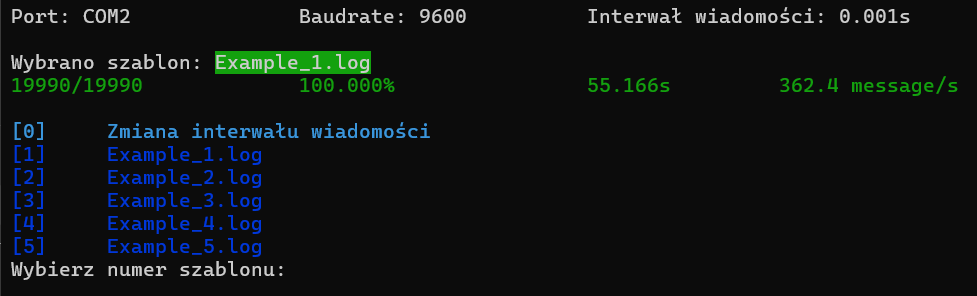 Port: COM2 Baudrate: 9600 Interwał wiadomości: 0.001s
Wybrano szablon: Example_1.log
19990/19990 100.000% 55.166s 362.4 message/s
[0] Zmiana interwału wiadomości
[1] Example_1.log
[2] Example_2.log
[3] Example_3.log
[4] Example_4.log
[5] Example_5.log
Wybierz numer szablonu: